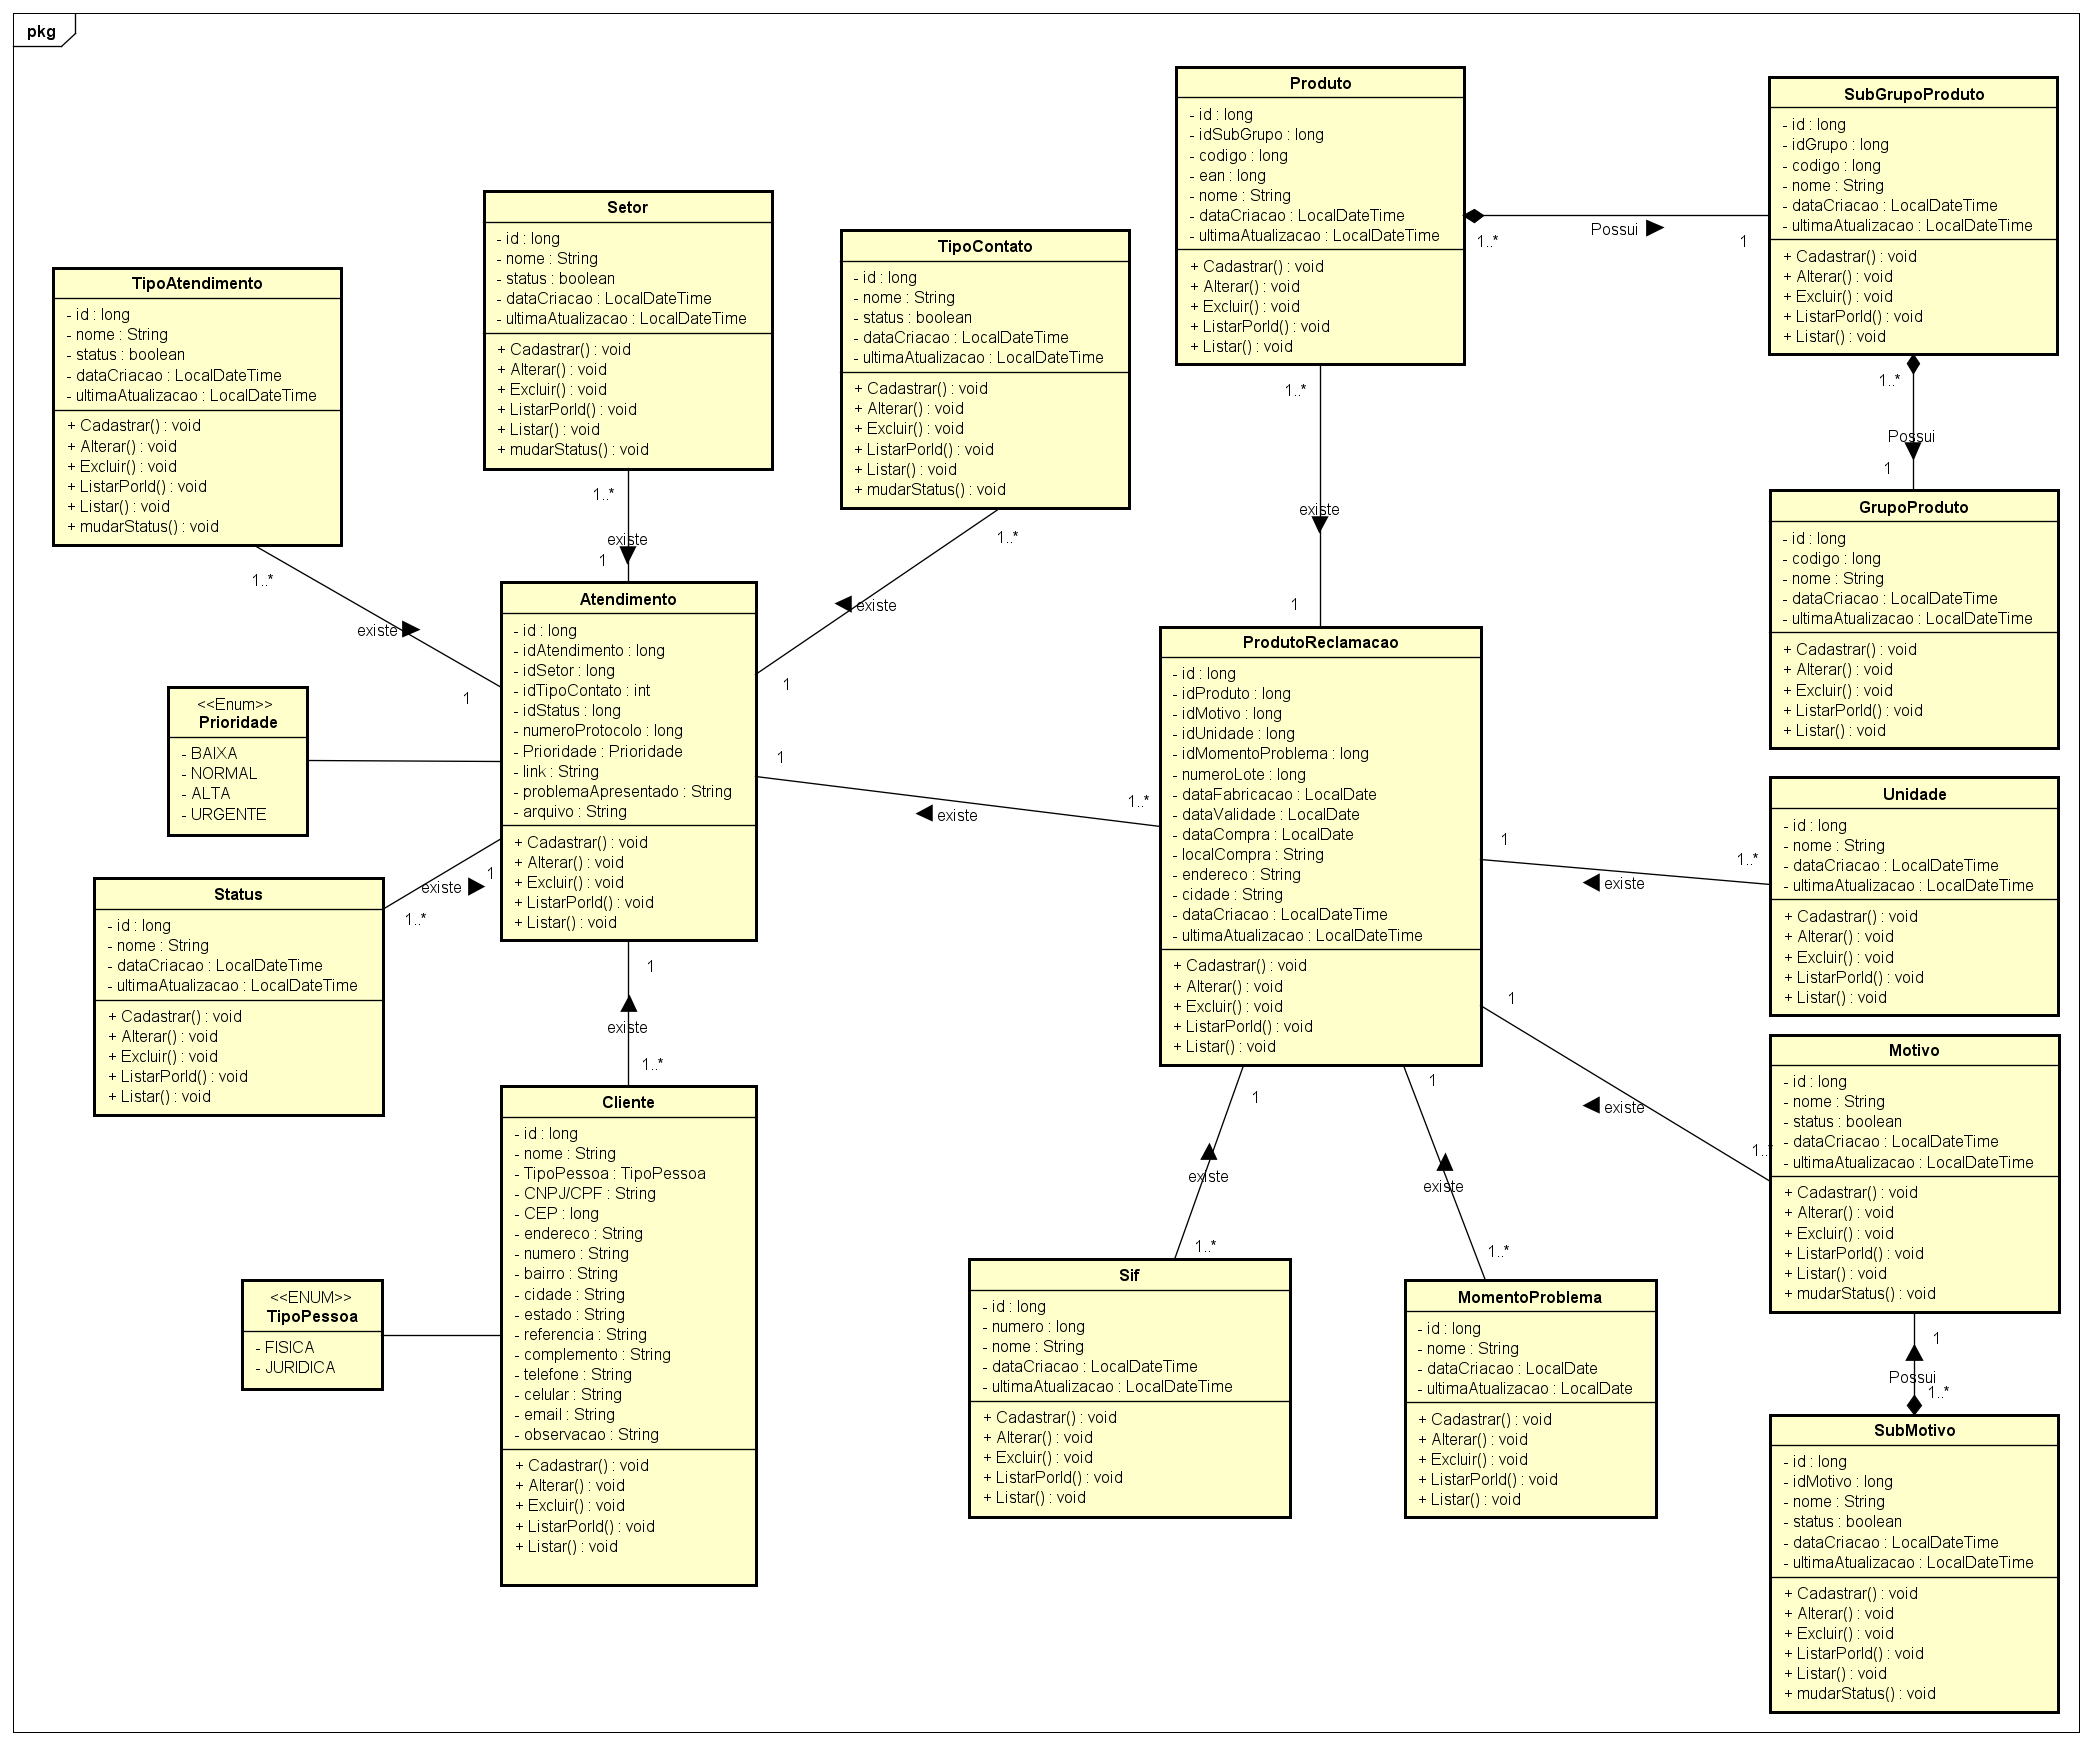 pkg
Produto
- id : long
- idSubGrupo : long
- codigo : long
- ean : long
- nome : String
- dataCriacao : LocalDateTime
- ultimaAtualizacao : LocalDateTime
+ Cadastrar() : void
+ Alterar() : void
+ Excluir() : void
+ ListarPorId() : void
+ Listar() : void
1..*
Possui
1
SubGrupoProduto
- id : long
- idGrupo : long
- codigo : long
- nome : String
- dataCriacao : LocalDateTime
- ultimaAtualizacao : LocalDateTime
+ Cadastrar() : void
+ Alterar() : void
+ Excluir() : void
+ ListarPorId() : void
+ Listar() : void
1..*
Possui
1
Setor
- id : long
- nome : String
- status : boolean
- dataCriacao : LocalDateTime
- ultimaAtualizacao : LocalDateTime
+ Cadastrar() : void
+ Alterar() : void
+ Excluir() : void
+ ListarPorId() : void
+ Listar() : void
+ mudarStatus() : void
1..*
existe
1
TipoContato
- id : long
- nome : String
- status : boolean
- dataCriacao : LocalDateTime
- ultimaAtualizacao : LocalDateTime
+ Cadastrar() : void
+ Alterar() : void
+ Excluir() : void
+ ListarPorId() : void
+ Listar() : void
+ mudarStatus() : void
1..*
existe
1
TipoAtendimento
- id : long
- nome : String
- status : boolean
- dataCriacao : LocalDateTime
- ultimaAtualizacao : LocalDateTime
+ Cadastrar() : void
+ Alterar() : void
+ Excluir() : void
+ ListarPorId() : void
+ Listar() : void
+ mudarStatus() : void
1..*
existe
1
1..*
existe
1
GrupoProduto
- id : long
- codigo : long
- nome : String
- dataCriacao : LocalDateTime
- ultimaAtualizacao : LocalDateTime
+ Cadastrar() : void
+ Alterar() : void
+ Excluir() : void
+ ListarPorId() : void
+ Listar() : void
Atendimento
- id : long
- idAtendimento : long
- idSetor : long
- idTipoContato : int
- idStatus : long
- numeroProtocolo : long
- Prioridade : Prioridade
- link : String
- problemaApresentado : String
- arquivo : String
+ Cadastrar() : void
+ Alterar() : void
+ Excluir() : void
+ ListarPorId() : void
+ Listar() : void
<<Enum>>
Prioridade
- BAIXA
- NORMAL
- ALTA
- URGENTE
1
existe
1..*
ProdutoReclamacao
- id : long
- idProduto : long
- idMotivo : long
- idUnidade : long
- idMomentoProblema : long
- numeroLote : long
- dataFabricacao : LocalDate
- dataValidade : LocalDate
- dataCompra : LocalDate
- localCompra : String
- endereco : String
- cidade : String
- dataCriacao : LocalDateTime
- ultimaAtualizacao : LocalDateTime
+ Cadastrar() : void
+ Alterar() : void
+ Excluir() : void
+ ListarPorId() : void
+ Listar() : void
1
existe
1..*
Unidade
- id : long
- nome : String
- dataCriacao : LocalDateTime
- ultimaAtualizacao : LocalDateTime
+ Cadastrar() : void
+ Alterar() : void
+ Excluir() : void
+ ListarPorId() : void
+ Listar() : void
Status
- id : long
- nome : String
- dataCriacao : LocalDateTime
- ultimaAtualizacao : LocalDateTime
+ Cadastrar() : void
+ Alterar() : void
+ Excluir() : void
+ ListarPorId() : void
+ Listar() : void
1
existe
1..*
1
existe
1..*
Cliente
- id : long
- nome : String
- TipoPessoa : TipoPessoa
- CNPJ/CPF : String
- CEP : long
- endereco : String
- numero : String
- bairro : String
- cidade : String
- estado : String
- referencia : String
- complemento : String
- telefone : String
- celular : String
- email : String
- observacao : String
+ Cadastrar() : void
+ Alterar() : void
+ Excluir() : void
+ ListarPorId() : void
+ Listar() : void
<<ENUM>>
TipoPessoa
- FISICA
- JURIDICA
1
existe
1..*
Motivo
- id : long
- nome : String
- status : boolean
- dataCriacao : LocalDateTime
- ultimaAtualizacao : LocalDateTime
+ Cadastrar() : void
+ Alterar() : void
+ Excluir() : void
+ ListarPorId() : void
+ Listar() : void
+ mudarStatus() : void
1
existe
1..*
Sif
- id : long
- numero : long
- nome : String
- dataCriacao : LocalDateTime
- ultimaAtualizacao : LocalDateTime
+ Cadastrar() : void
+ Alterar() : void
+ Excluir() : void
+ ListarPorId() : void
+ Listar() : void
1
existe
1..*
MomentoProblema
- id : long
- nome : String
- dataCriacao : LocalDate
- ultimaAtualizacao : LocalDate
+ Cadastrar() : void
+ Alterar() : void
+ Excluir() : void
+ ListarPorId() : void
+ Listar() : void
1
Possui
1..*
SubMotivo
- id : long
- idMotivo : long
- nome : String
- status : boolean
- dataCriacao : LocalDateTime
- ultimaAtualizacao : LocalDateTime
+ Cadastrar() : void
+ Alterar() : void
+ Excluir() : void
+ ListarPorId() : void
+ Listar() : void
+ mudarStatus() : void